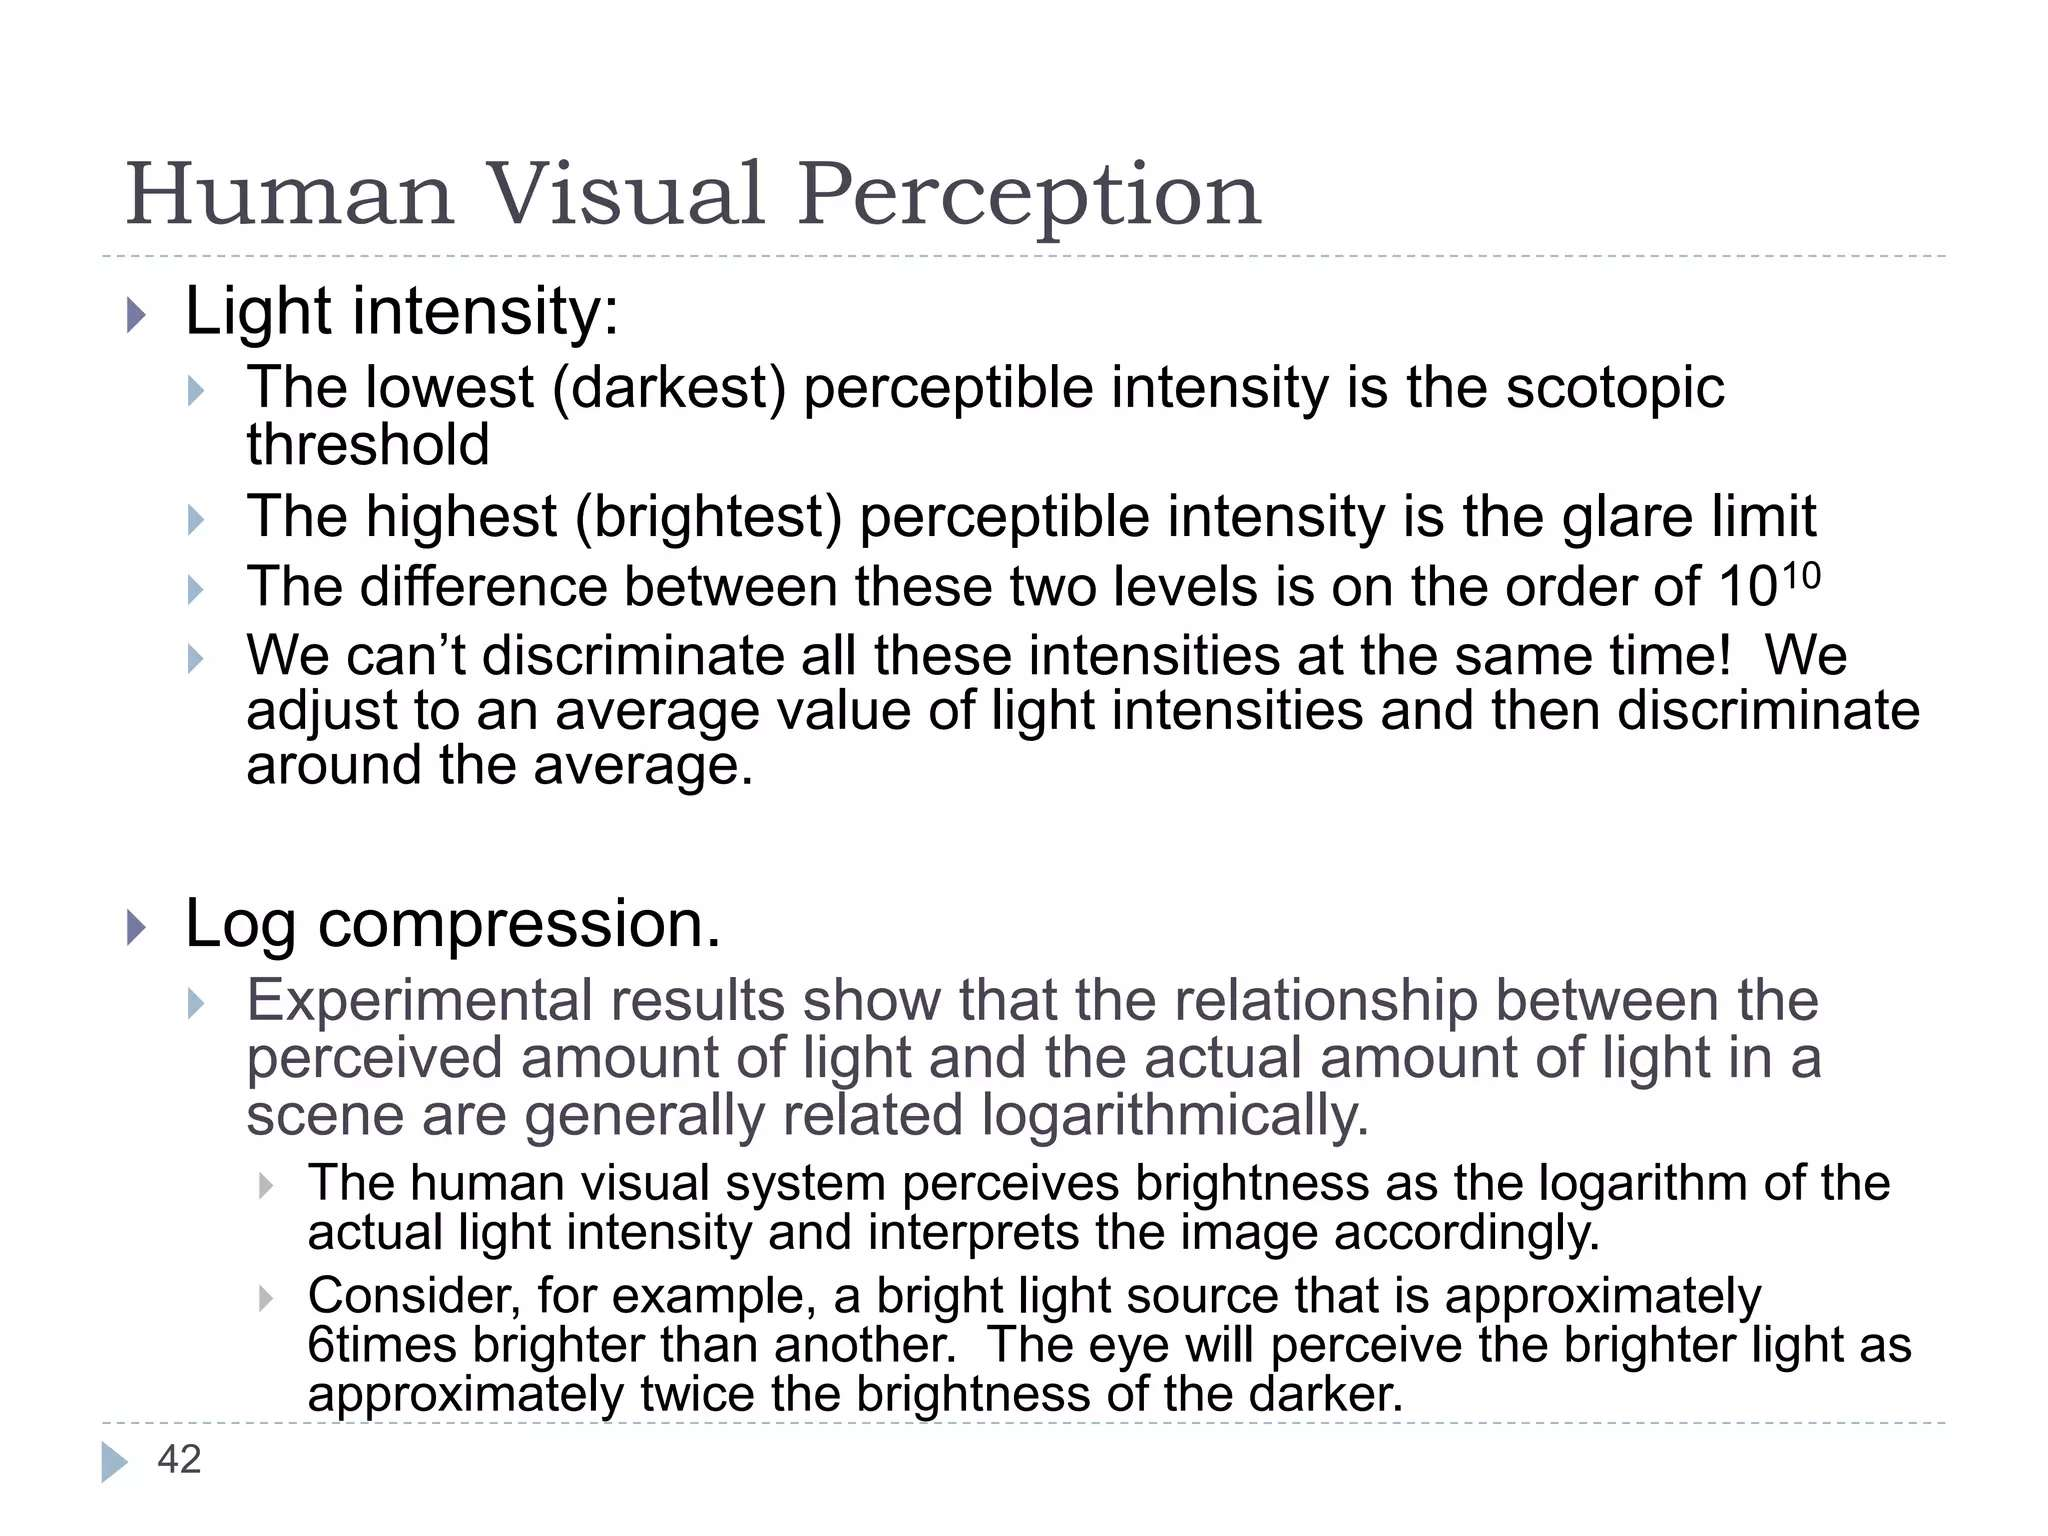 Human Visual Perception
Light intensity:
The lowest (darkest) perceptible intensity is the scotopic
threshold
The highest (brightest) perceptible intensity is the glare limit
The difference between these two levels is on the order of 10¹⁰
We can’t discriminate all these intensities at the same time!  We
adjust to an average value of light intensities and then discriminate
around the average.
Log compression.
Experimental results show that the relationship between the
perceived amount of light and the actual amount of light in a
scene are generally related logarithmically.
The human visual system perceives brightness as the logarithm of the
actual light intensity and interprets the image accordingly.
Consider, for example, a bright light source that is approximately
6times brighter than another.  The eye will perceive the brighter light as
approximately twice the brightness of the darker.
42